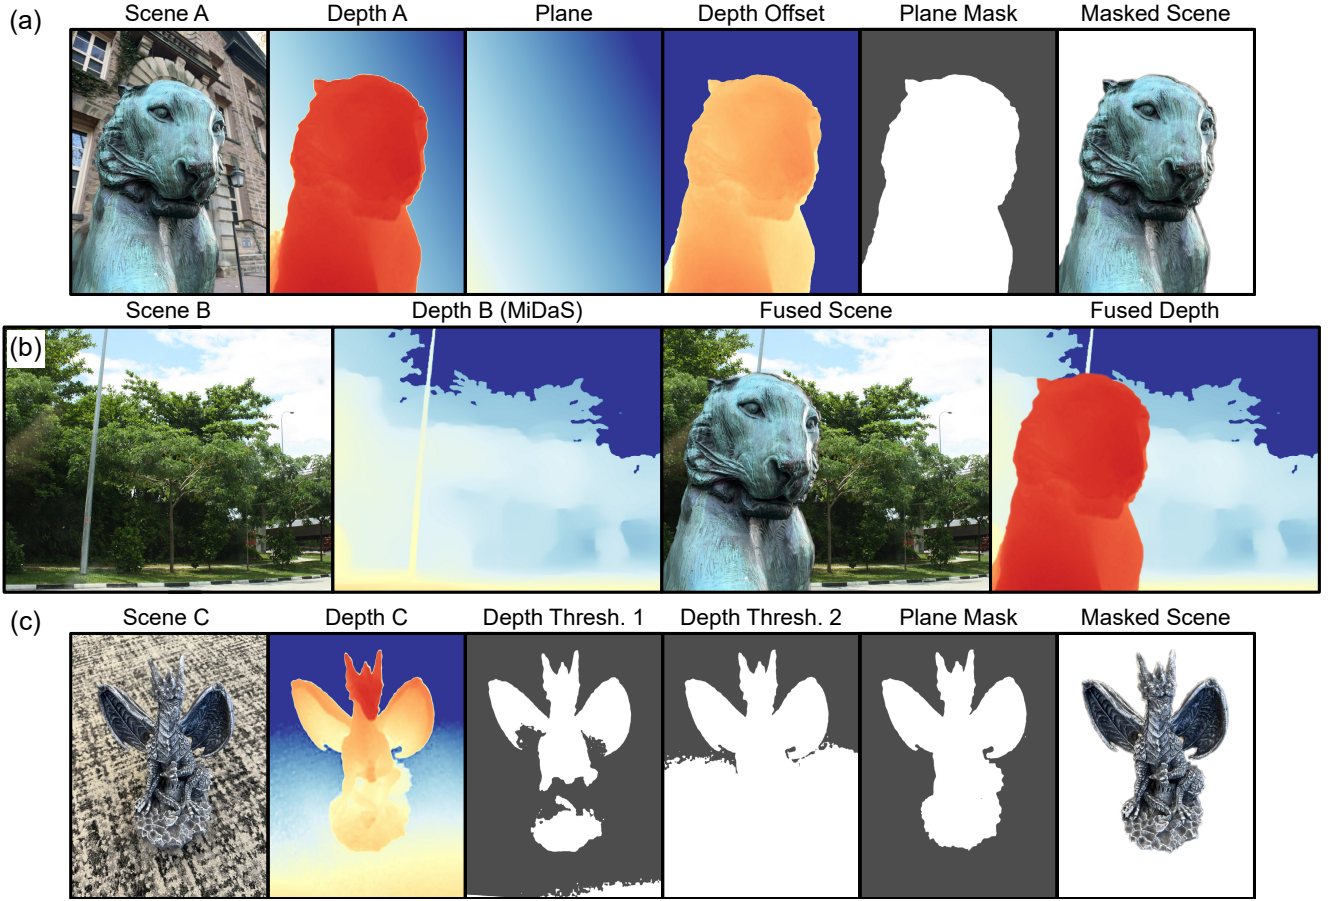 (a)
Scene A
Depth A
Plane
Depth Offset
Plane Mask
Masked Scene
(b)
Scene B
Depth B (MiDaS)
Fused Scene
Fused Depth
(c)
Scene C
Depth C
Depth Thresh. 1
Depth Thresh. 2
Plane Mask
Masked Scene